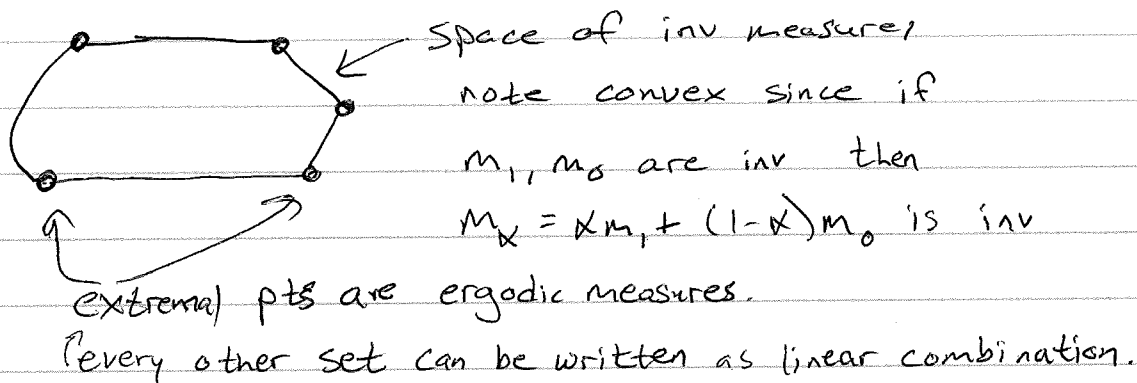 space of inv measures
note convex since if
m₁, m₀ are inv then
m_α = αm₁ + (1-α)m₀ is inv
extremal pts are ergodic measures.
↑every other set can be written as linear combination.